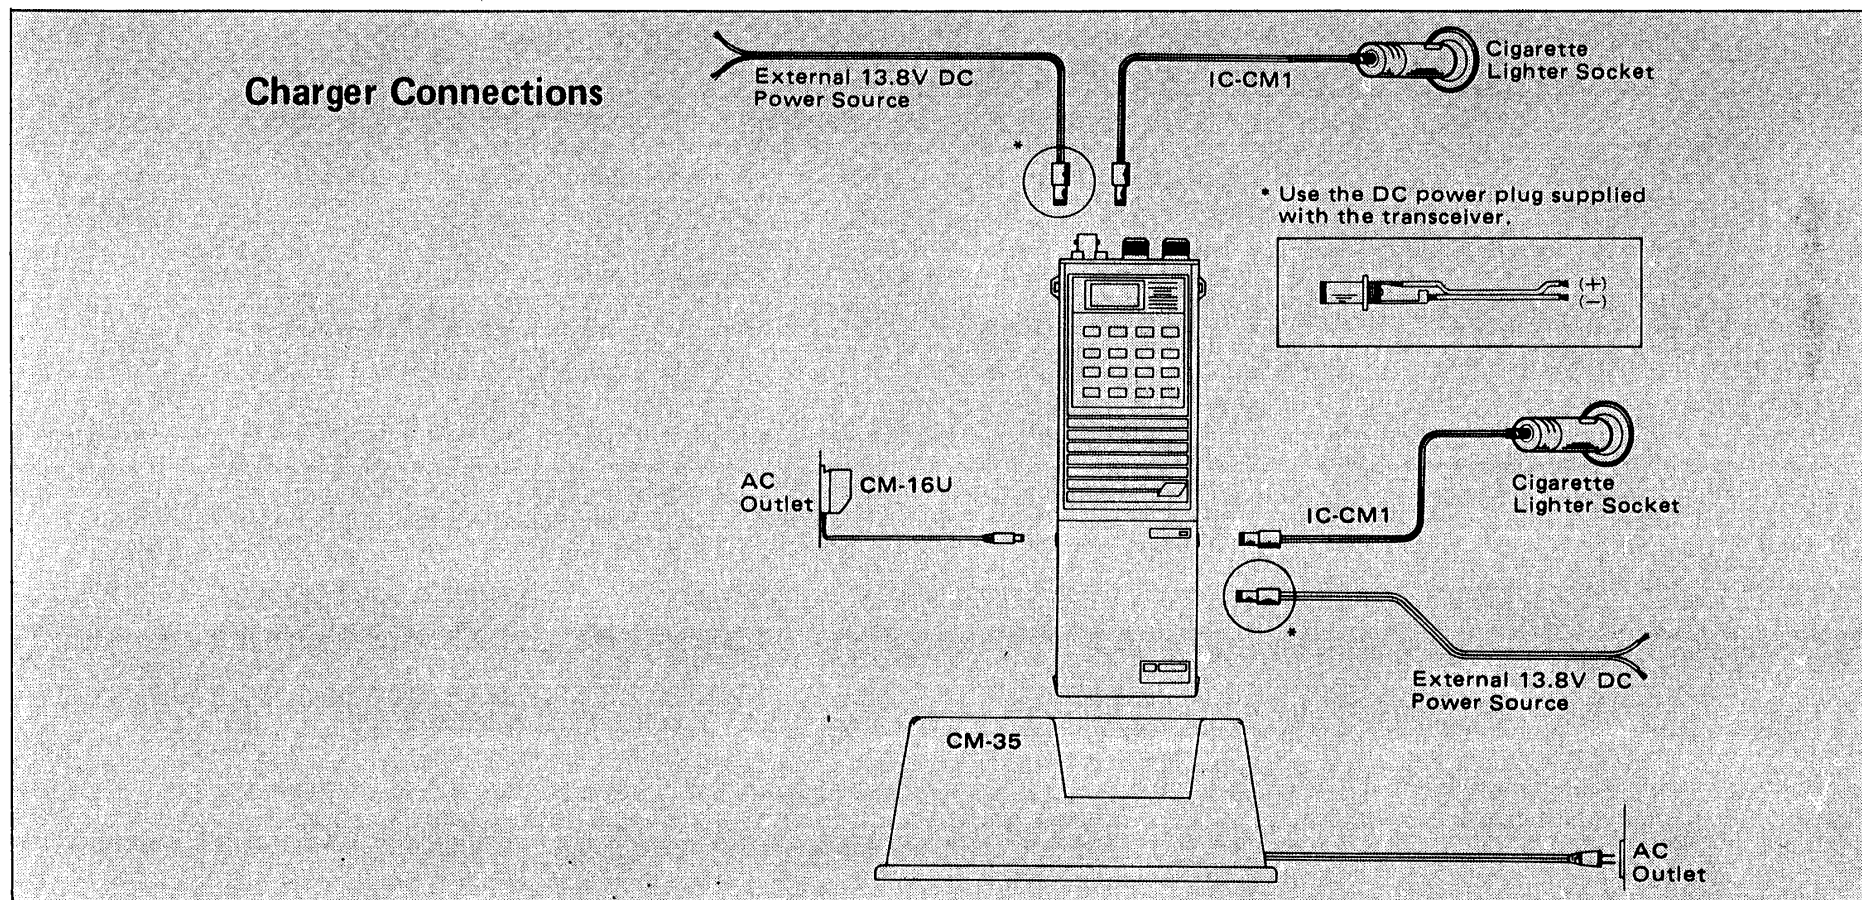 Charger Connections
External 13.8V DC
Power Source
IC-CM1
Cigarette
Lighter Socket
*
* Use the DC power plug supplied
with the transceiver.
(+)
(−)
AC
Outlet
CM-16U
IC-CM1
Cigarette
Lighter Socket
*
External 13.8V DC
Power Source
CM-35
AC
Outlet